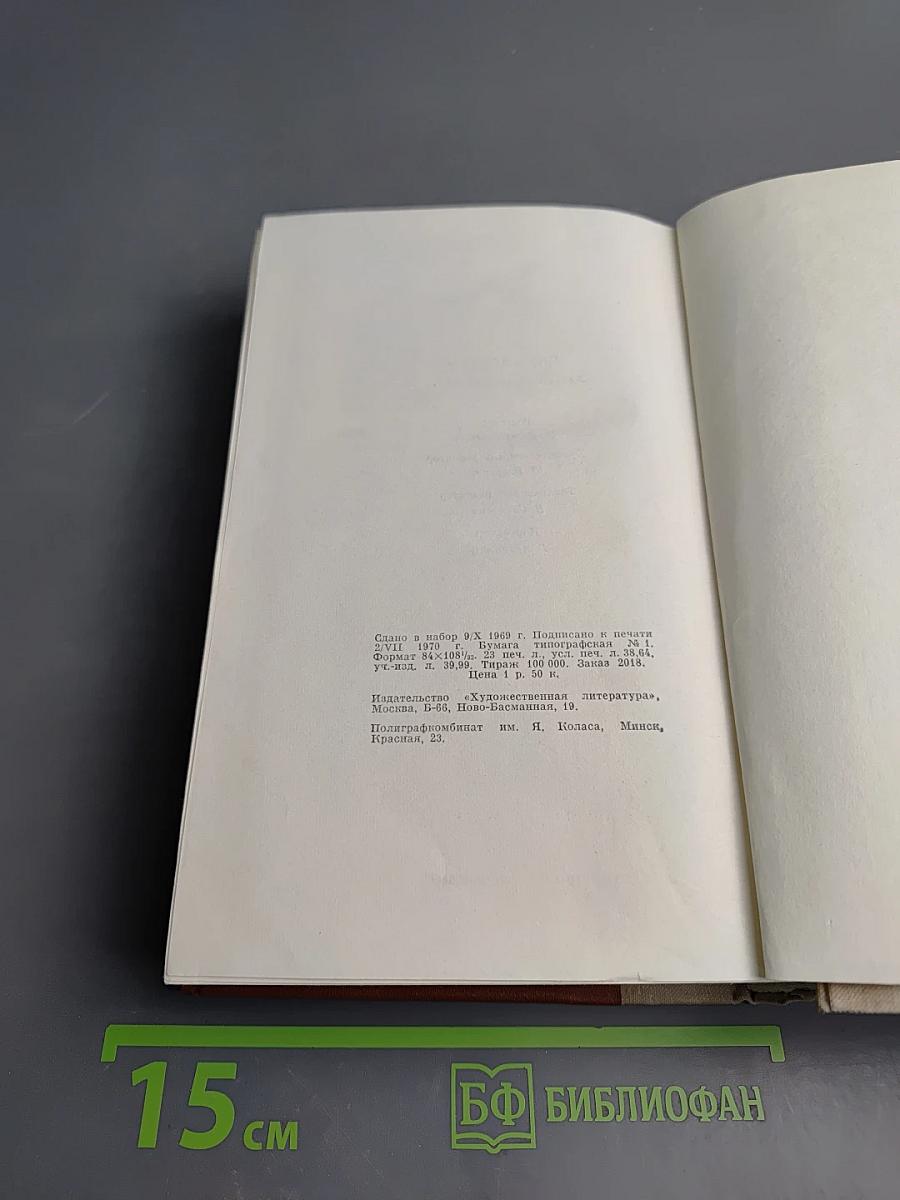 Сдано в набор 9/X 1969 г. Подписано к печати
2/VII 1970 г. Бумага типографская № 1.
Формат 84×108¹/₃₂. 23 печ. л., усл. печ. л. 38,64,
уч.-изд. л. 39,99. Тираж 100 000. Заказ 2018.
Цена 1 р. 50 к.
Издательство «Художественная литература»,
Москва, Б-66, Ново-Басманная, 19.
Полиграфкомбинат им. Я. Коласа, Минск,
Красная, 23.
15 см
БФ БИБЛИОФАН